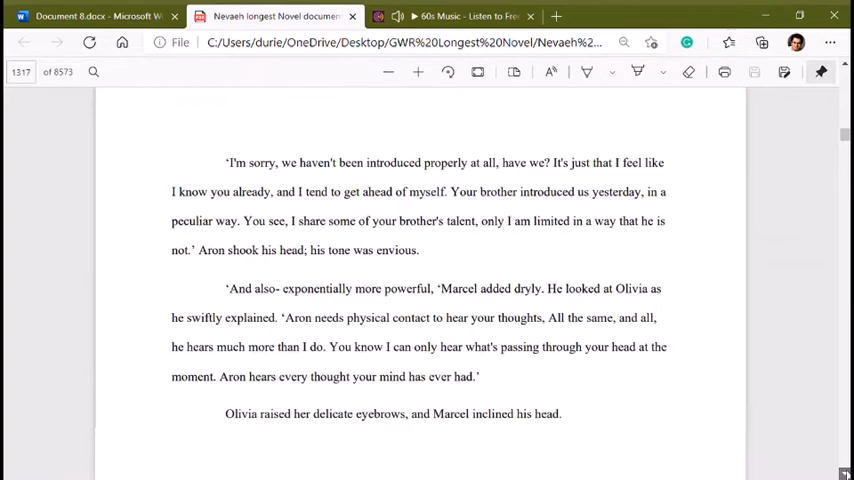 Document 8.docx - Microsoft W
Nevaeh longest Novel documen
60s Music - Listen to Fre
File
C:/Users/durie/OneDrive/Desktop/GWR%20Longest%20Novel/Nevaeh%2...
1317 of 8573
‘I'm sorry, we haven't been introduced properly at all, have we? It's just that I feel like
I know you already, and I tend to get ahead of myself. Your brother introduced us yesterday, in a
peculiar way. You see, I share some of your brother's talent, only I am limited in a way that he is
not.’ Aron shook his head; his tone was envious.
‘And also- exponentially more powerful, ‘Marcel added dryly. He looked at Olivia as
he swiftly explained. ‘Aron needs physical contact to hear your thoughts, All the same, and all,
he hears much more than I do. You know I can only hear what's passing through your head at the
moment. Aron hears every thought your mind has ever had.’
Olivia raised her delicate eyebrows, and Marcel inclined his head.